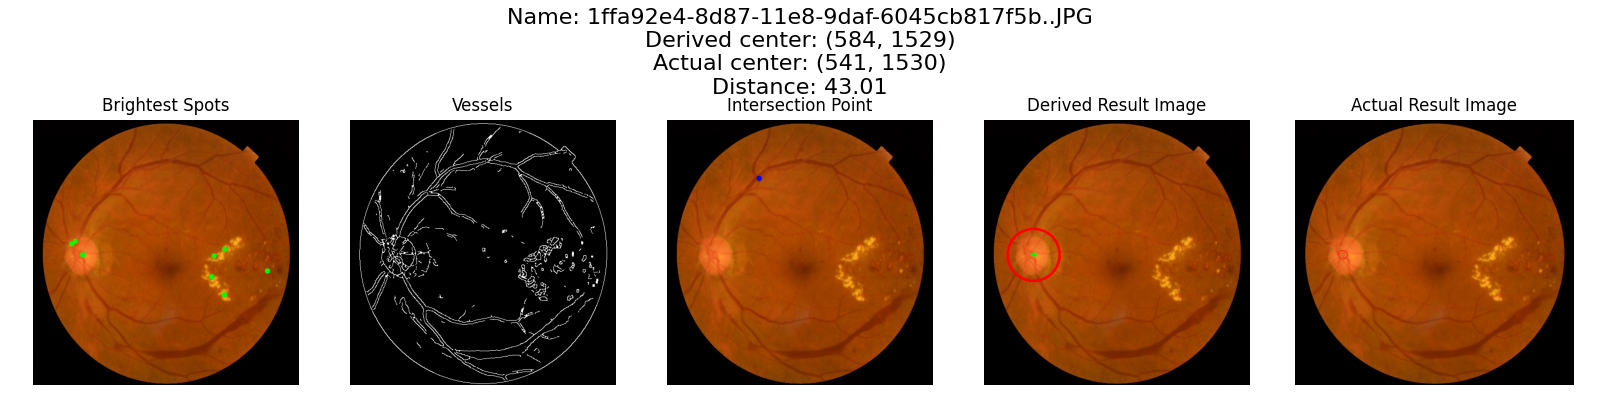 Name: 1ffa92e4-8d87-11e8-9daf-6045cb817f5b..JPG
Derived center: (584, 1529)
Actual center: (541, 1530)
Distance: 43.01
Brightest Spots
Vessels
Intersection Point
Derived Result Image
Actual Result Image